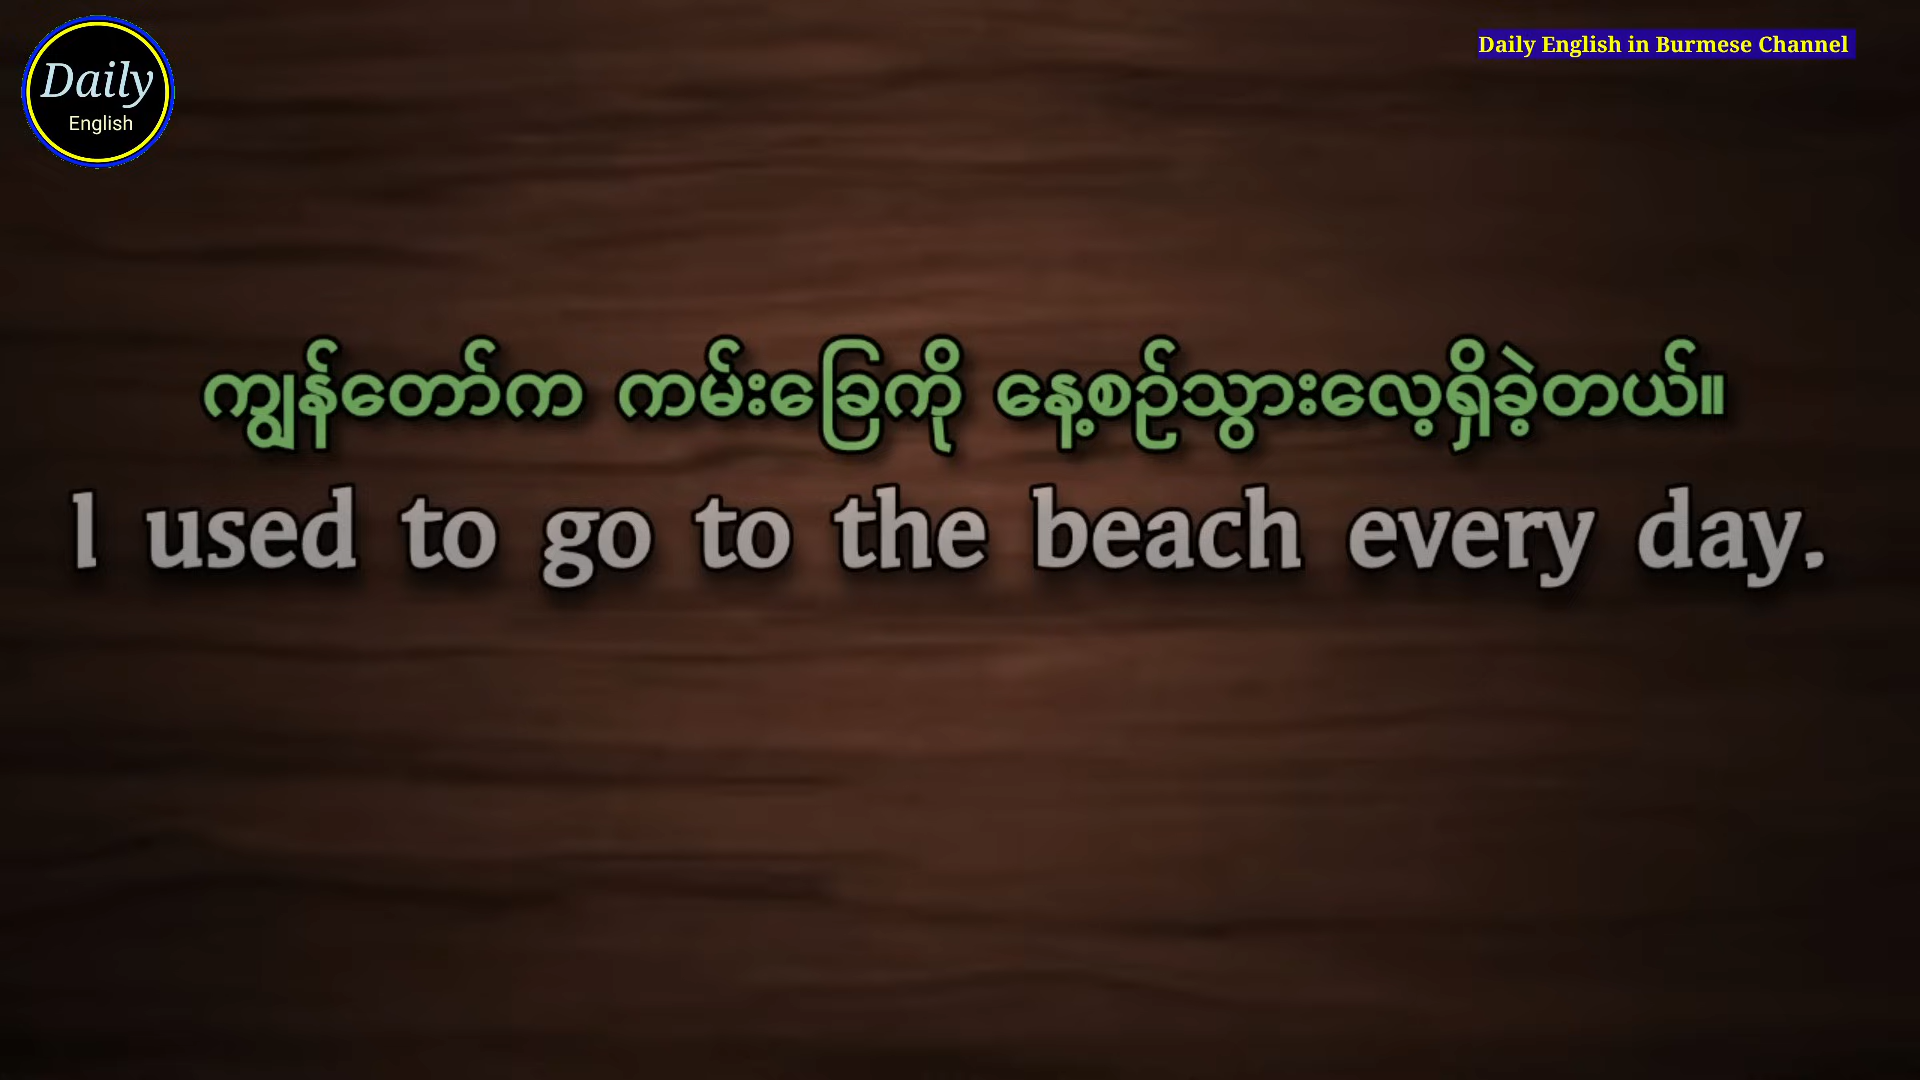 Daily
English
Daily English in Burmese Channel
ကျွန်တော်က ကမ်းခြေကို နေ့စဉ်သွားလေ့ရှိခဲ့တယ်။
I used to go to the beach every day.